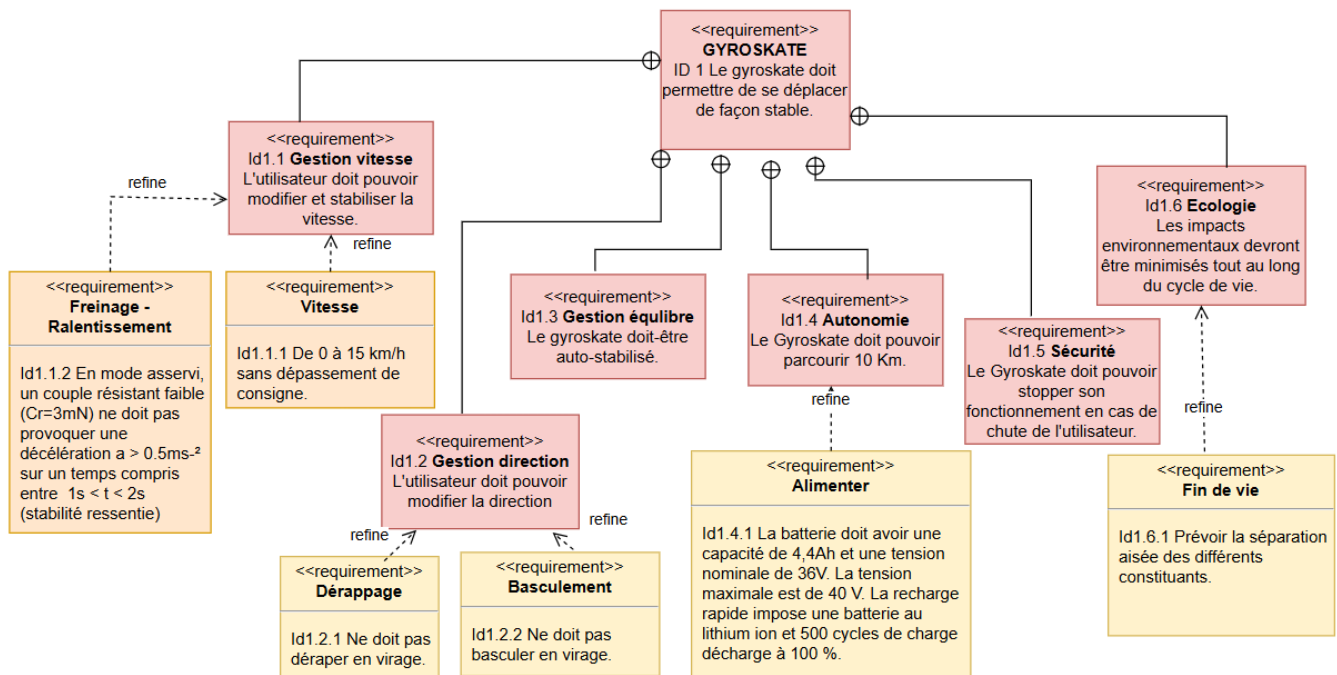 <<requirement>>
GYROSKATE
ID 1 Le gyroskate doit
permettre de se déplacer
de façon stable.
<<requirement>>
Id1.1 Gestion vitesse
L'utilisateur doit pouvoir
modifier et stabiliser la
vitesse.
refine
refine
<<requirement>>
Freinage -
Ralentissement
Id1.1.2 En mode asservi,
un couple résistant faible
(Cr=3mN) ne doit pas
provoquer une
décélération a > 0.5ms-²
sur un temps compris
entre 1s < t < 2s
(stabilité ressentie)
<<requirement>>
Vitesse
Id1.1.1 De 0 à 15 km/h
sans dépassement de
consigne.
<<requirement>>
Id1.3 Gestion équlibre
Le gyroskate doit-être
auto-stabilisé.
<<requirement>>
Id1.4 Autonomie
Le Gyroskate doit pouvoir
parcourir 10 Km.
refine
<<requirement>>
Id1.5 Sécurité
Le Gyroskate doit pouvoir
stopper son
fonctionnement en cas de
chute de l'utilisateur.
<<requirement>>
Id1.6 Ecologie
Les impacts
environnementaux devront
être minimisés tout au long
du cycle de vie.
refine
<<requirement>>
Id1.2 Gestion direction
L'utilisateur doit pouvoir
modifier la direction
refine
refine
<<requirement>>
Dérappage
Id1.2.1 Ne doit pas
déraper en virage.
<<requirement>>
Basculement
Id1.2.2 Ne doit pas
basculer en virage.
<<requirement>>
Alimenter
Id1.4.1 La batterie doit avoir une
capacité de 4,4Ah et une tension
nominale de 36V. La tension
maximale est de 40 V. La recharge
rapide impose une batterie au
lithium ion et 500 cycles de charge
décharge à 100 %.
<<requirement>>
Fin de vie
Id1.6.1 Prévoir la séparation
aisée des différents
constituants.